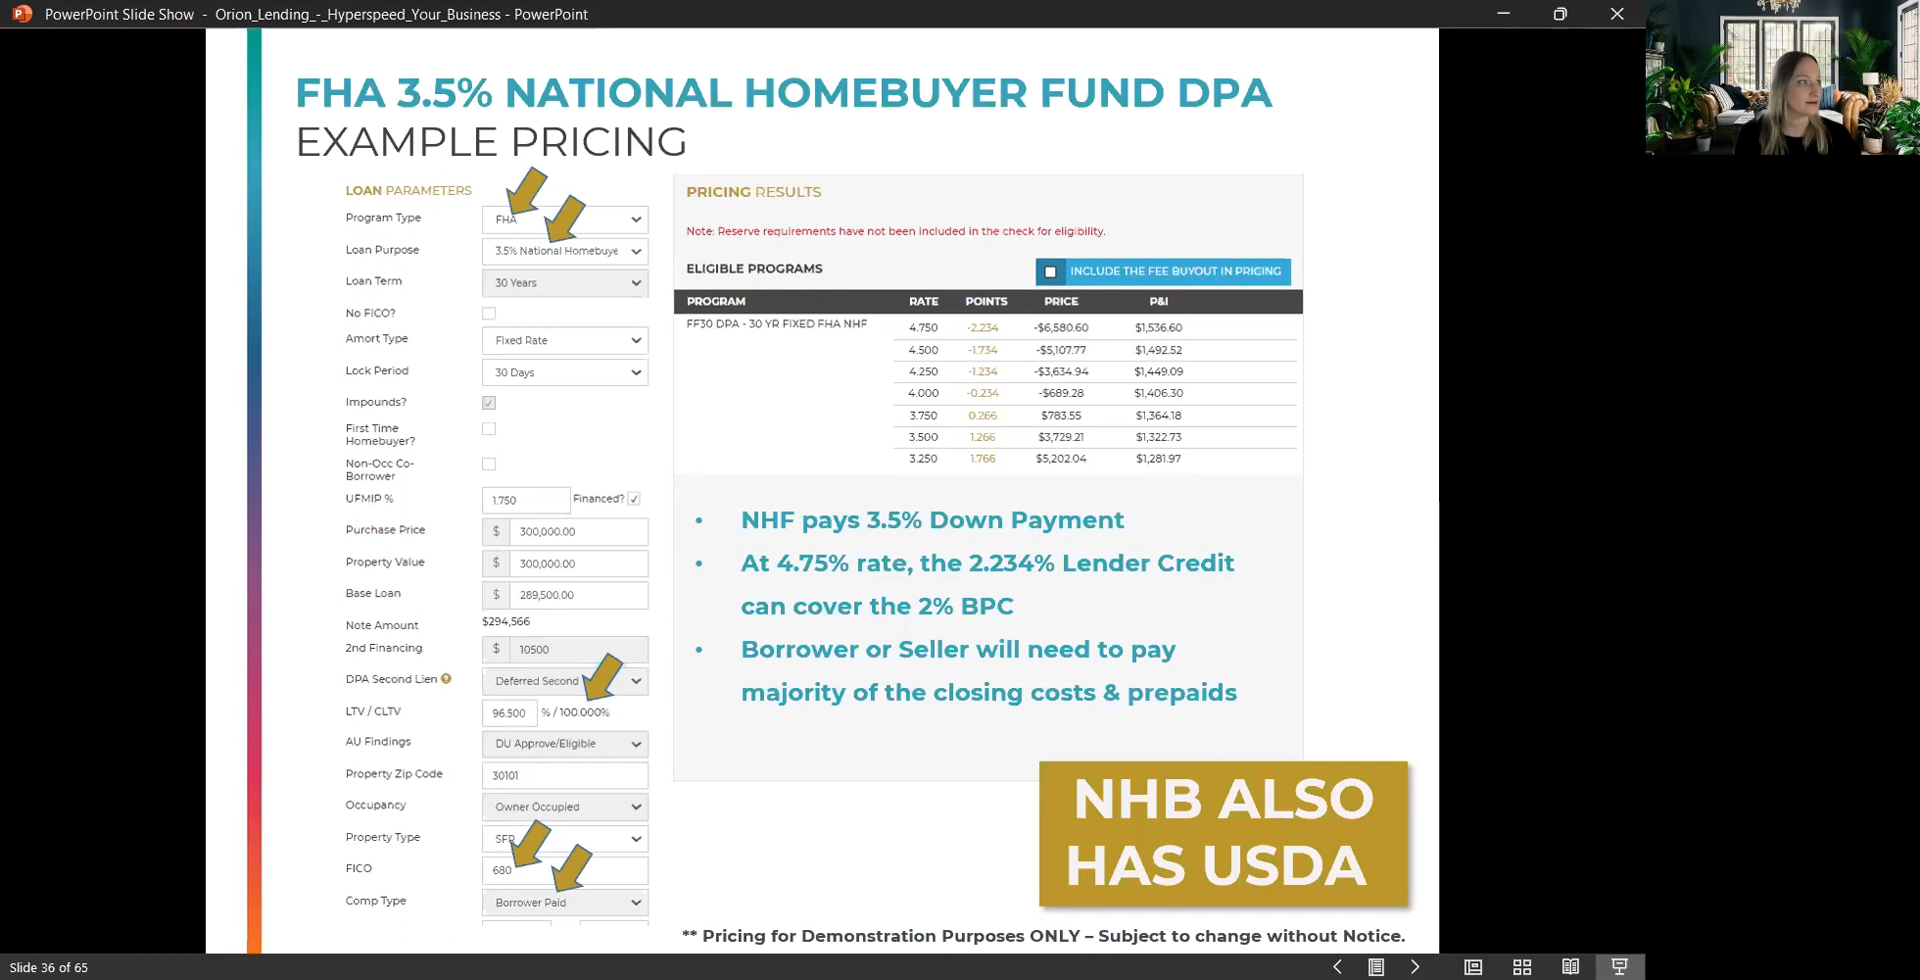 PowerPoint Slide Show - Orion_Lending_-_Hyperspeed_Your_Business - PowerPoint
FHA 3.5% NATIONAL HOMEBUYER FUND DPA
EXAMPLE PRICING
LOAN PARAMETERS
Program Type FHA
Loan Purpose 3.5% National Homebuye
Loan Term 30 Years
No FICO?
Amort Type Fixed Rate
Lock Period 30 Days
Impounds?
First Time
Homebuyer?
Non-Occ Co-
Borrower
UFMIP % 1.750 Financed?
Purchase Price $ 300,000.00
Property Value $ 300,000.00
Base Loan $ 289,500.00
Note Amount $294,566
2nd Financing $ 10500
DPA Second Lien ? Deferred Second
LTV / CLTV 96.500 % / 100.000%
AU Findings DU Approve/Eligible
Property Zip Code 30101
Occupancy Owner Occupied
Property Type SFR
FICO 680
Comp Type Borrower Paid
PRICING RESULTS
Note: Reserve requirements have not been included in the check for eligibility.
ELIGIBLE PROGRAMS INCLUDE THE FEE BUYOUT IN PRICING
PROGRAM RATE POINTS PRICE P&I
FF30 DPA - 30 YR FIXED FHA NHF 4.750 -2.234 -$6,580.60 $1,536.60
4.500 -1.734 -$5,107.77 $1,492.52
4.250 -1.234 -$3,634.94 $1,449.09
4.000 -0.234 -$689.28 $1,406.30
3.750 0.266 $783.55 $1,364.18
3.500 1.266 $3,729.21 $1,322.73
3.250 1.766 $5,202.04 $1,281.97
• NHF pays 3.5% Down Payment
• At 4.75% rate, the 2.234% Lender Credit
can cover the 2% BPC
• Borrower or Seller will need to pay
majority of the closing costs & prepaids
NHB ALSO
HAS USDA
** Pricing for Demonstration Purposes ONLY – Subject to change without Notice.
Slide 36 of 65